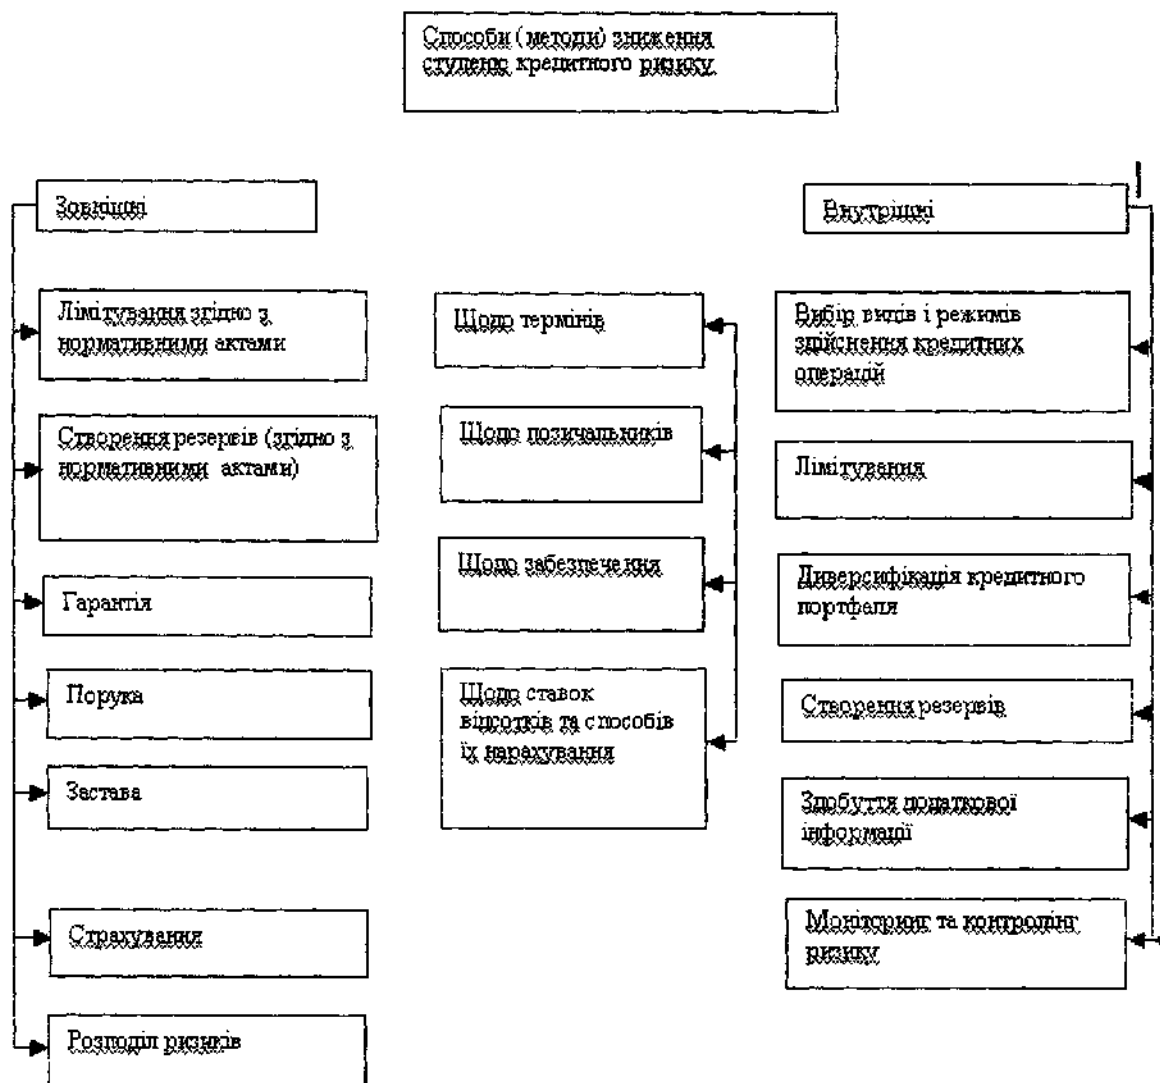 Способи (методи) зниження
ступеню кредитного ризику
Зовнішні
Лімітування згідно з
нормативними актами
Створення резервів (згідно з
нормативними актами)
Гарантія
Порука
Застава
Страхування
Розподіл ризиків
Щодо термінів
Щодо позичальників
Щодо забезпечення
Щодо ставок
відсотків та способів
їх нарахування
Внутрішні
Вибір видів і режимів
здійснення кредитних
операцій
Лімітування
Диверсифікація кредитного
портфеля
Створення резервів
Здобуття додаткової
інформації
Моніторинг та контролінг
ризику